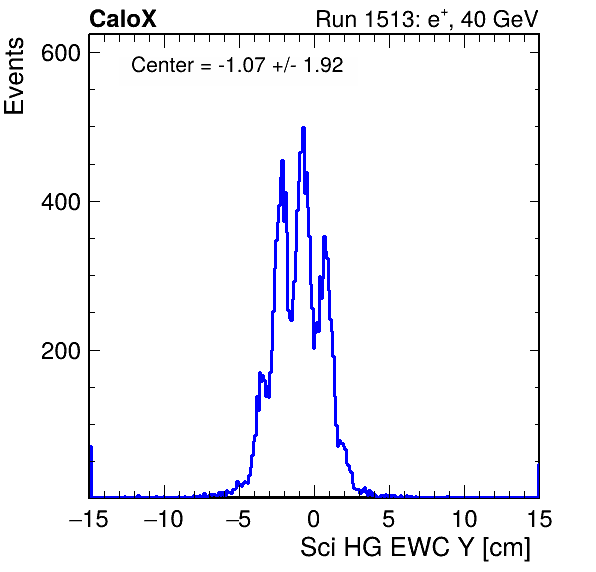 CaloX
Run 1513: e+, 40 GeV
Center = -1.07 +/- 1.92
Events
600
400
200
−15 −10 −5 0 5 10 15
Sci HG EWC Y [cm]